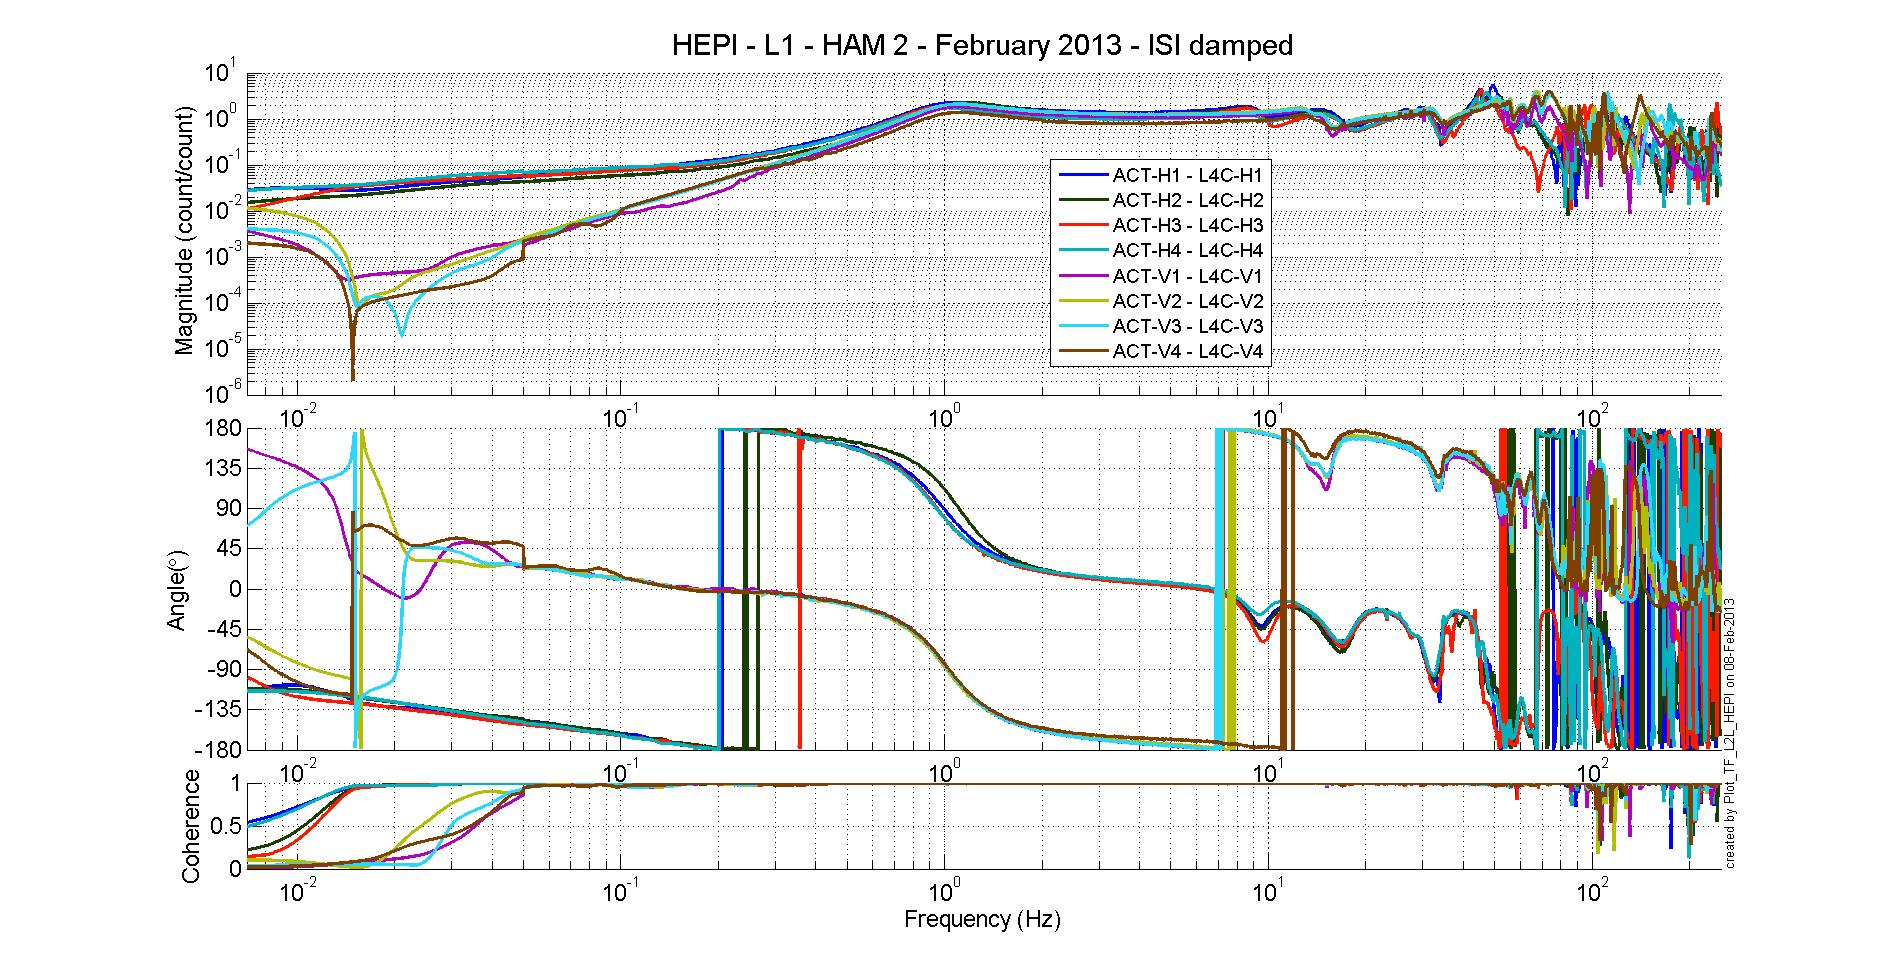 HEPI - L1 - HAM 2 - February 2013 - ISI damped
Magnitude (count/count)
10^1
10^0
10^-1
10^-2
10^-3
10^-4
10^-5
10^-6
ACT-H1 - L4C-H1
ACT-H2 - L4C-H2
ACT-H3 - L4C-H3
ACT-H4 - L4C-H4
ACT-V1 - L4C-V1
ACT-V2 - L4C-V2
ACT-V3 - L4C-V3
ACT-V4 - L4C-V4
10^-2 10^-1 10^0 10^1 10^2
Angle(°)
180
135
90
45
0
-45
-90
-135
-180
10^-2 10^-1 10^0 10^1 10^2
Coherence
1
0.5
0
10^-2 10^-1 10^0 10^1 10^2
Frequency (Hz)
created by Plot_TF_L2L_HEPI on 08-Feb-2013